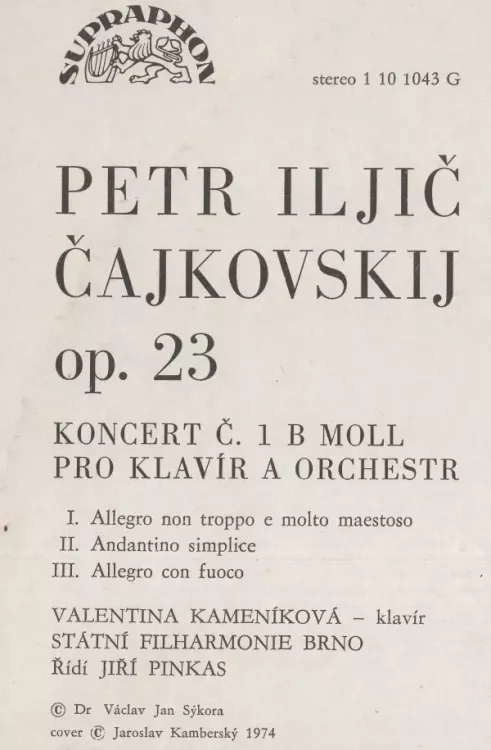 SUPRAPHON
stereo 1 10 1043 G
PETR ILJIČ
ČAJKOVSKIJ
op. 23
KONCERT Č. 1 B MOLL
PRO KLAVÍR A ORCHESTR
I. Allegro non troppo e molto maestoso
II. Andantino simplice
III. Allegro con fuoco
VALENTINA KAMENÍKOVÁ – klavír
STÁTNÍ FILHARMONIE BRNO
Řídí JIŘÍ PINKAS
© Dr Václav Jan Sýkora
cover © Jaroslav Kamberský 1974